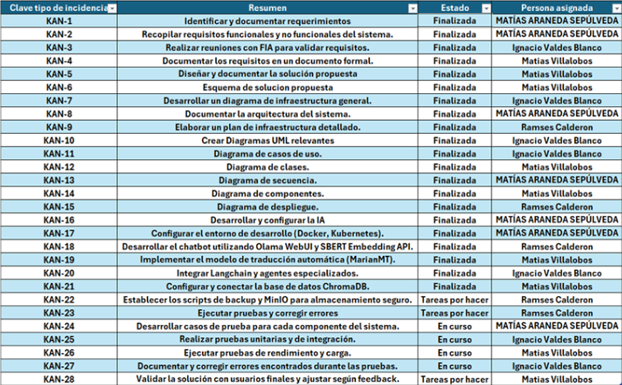 Clave tipo de incidencia Resumen Estado Persona asignada
KAN-1 Identificar y documentar requerimientos Finalizada MATÍAS ARANEDA SEPÚLVEDA
KAN-2 Recopilar requisitos funcionales y no funcionales del sistema. Finalizada MATÍAS ARANEDA SEPÚLVEDA
KAN-3 Realizar reuniones con FIA para validar requisitos. Finalizada Ignacio Valdes Blanco
KAN-4 Documentar los requisitos en un documento formal. Finalizada Matias Villalobos
KAN-5 Diseñar y documentar la solución propuesta Finalizada Matias Villalobos
KAN-6 Esquema de solucion propuesta Finalizada Matias Villalobos
KAN-7 Desarrollar un diagrama de infraestructura general. Finalizada Ignacio Valdes Blanco
KAN-8 Documentar la arquitectura del sistema. Finalizada MATÍAS ARANEDA SEPÚLVEDA
KAN-9 Elaborar un plan de infraestructura detallado. Finalizada Ramses Calderon
KAN-10 Crear Diagramas UML relevantes Finalizada Ignacio Valdes Blanco
KAN-11 Diagrama de casos de uso. Finalizada Ignacio Valdes Blanco
KAN-12 Diagrama de clases. Finalizada Matias Villalobos
KAN-13 Diagrama de secuencia. Finalizada MATÍAS ARANEDA SEPÚLVEDA
KAN-14 Diagrama de componentes. Finalizada Matias Villalobos
KAN-15 Diagrama de despliegue. Finalizada Ramses Calderon
KAN-16 Desarrollar y configurar la IA Finalizada MATÍAS ARANEDA SEPÚLVEDA
KAN-17 Configurar el entorno de desarrollo (Docker, Kubernetes). Finalizada MATÍAS ARANEDA SEPÚLVEDA
KAN-18 Desarrollar el chatbot utilizando Ollama WebUI y SBERT Embedding API. Finalizada Ramses Calderon
KAN-19 Implementar el modelo de traducción automática (MarianMT). Finalizada Matias Villalobos
KAN-20 Integrar Langchain y agentes especializados. Finalizada Ignacio Valdes Blanco
KAN-21 Configurar y conectar la base de datos ChromaDB. Finalizada Matias Villalobos
KAN-22 Establecer los scripts de backup y MinIO para almacenamiento seguro. Tareas por hacer Ramses Calderon
KAN-23 Ejecutar pruebas y corregir errores Tareas por hacer Ramses Calderon
KAN-24 Desarrollar casos de prueba para cada componente del sistema. En curso MATÍAS ARANEDA SEPÚLVEDA
KAN-25 Realizar pruebas unitarias y de integración. En curso Ignacio Valdes Blanco
KAN-26 Ejecutar pruebas de rendimiento y carga. En curso Matias Villalobos
KAN-27 Documentar y corregir errores encontrados durante las pruebas. En curso Ignacio Valdes Blanco
KAN-28 Validar la solución con usuarios finales y ajustar según feedback. Tareas por hacer Matias Villalobos